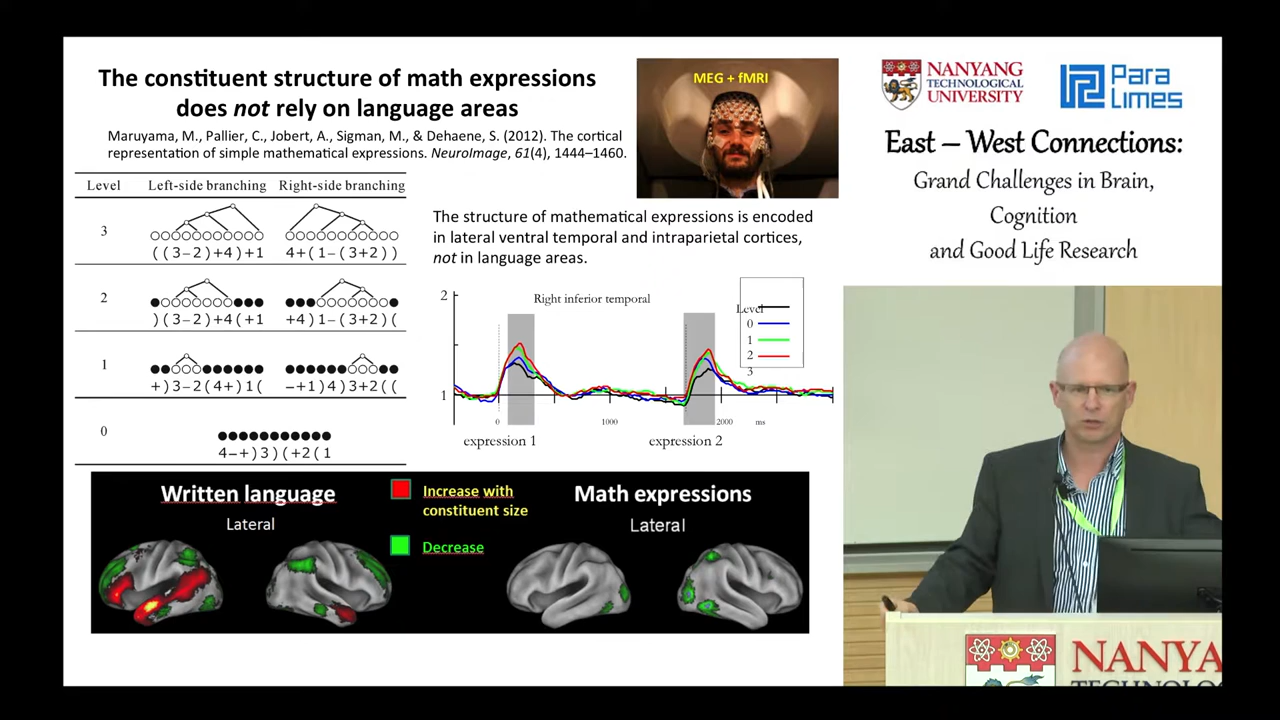 The constituent structure of math expressions
does not rely on language areas
Maruyama, M., Pallier, C., Jobert, A., Sigman, M., & Dehaene, S. (2012). The cortical
representation of simple mathematical expressions. NeuroImage, 61(4), 1444–1460.
MEG + fMRI
Level Left-side branching Right-side branching
3
((3−2)+4)+1 4+(1−(3+2))
2
)(3−2)+4(+1 +4)1−(3+2)(
1
+)3−2(4+)1( −+1)4)3+2((
0
4−+)3)(+2(1
The structure of mathematical expressions is encoded
in lateral ventral temporal and intraparietal cortices,
not in language areas.
2
Right inferior temporal
Level
0
1
2
3
1
0 1000 2000 ms
expression 1 expression 2
Written language
Lateral
Increase with
constituent size
Decrease
Math expressions
Lateral
NANYANG
TECHNOLOGICAL
UNIVERSITY
Para
Limes
East – West Connections:
Grand Challenges in Brain,
Cognition
and Good Life Research
NANYA
TECHNOLOG